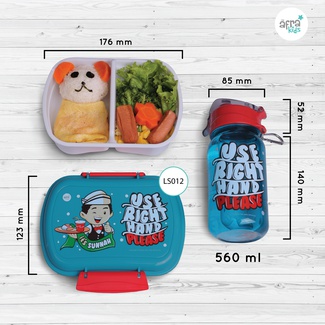 afra
kids
176 mm
85 mm
52 mm
140 mm
LS012
123 mm
USE
RIGHT
HAND
PLEASE
SUNNAH
USE
RIGHT
HAND
PLEASE
560 ml